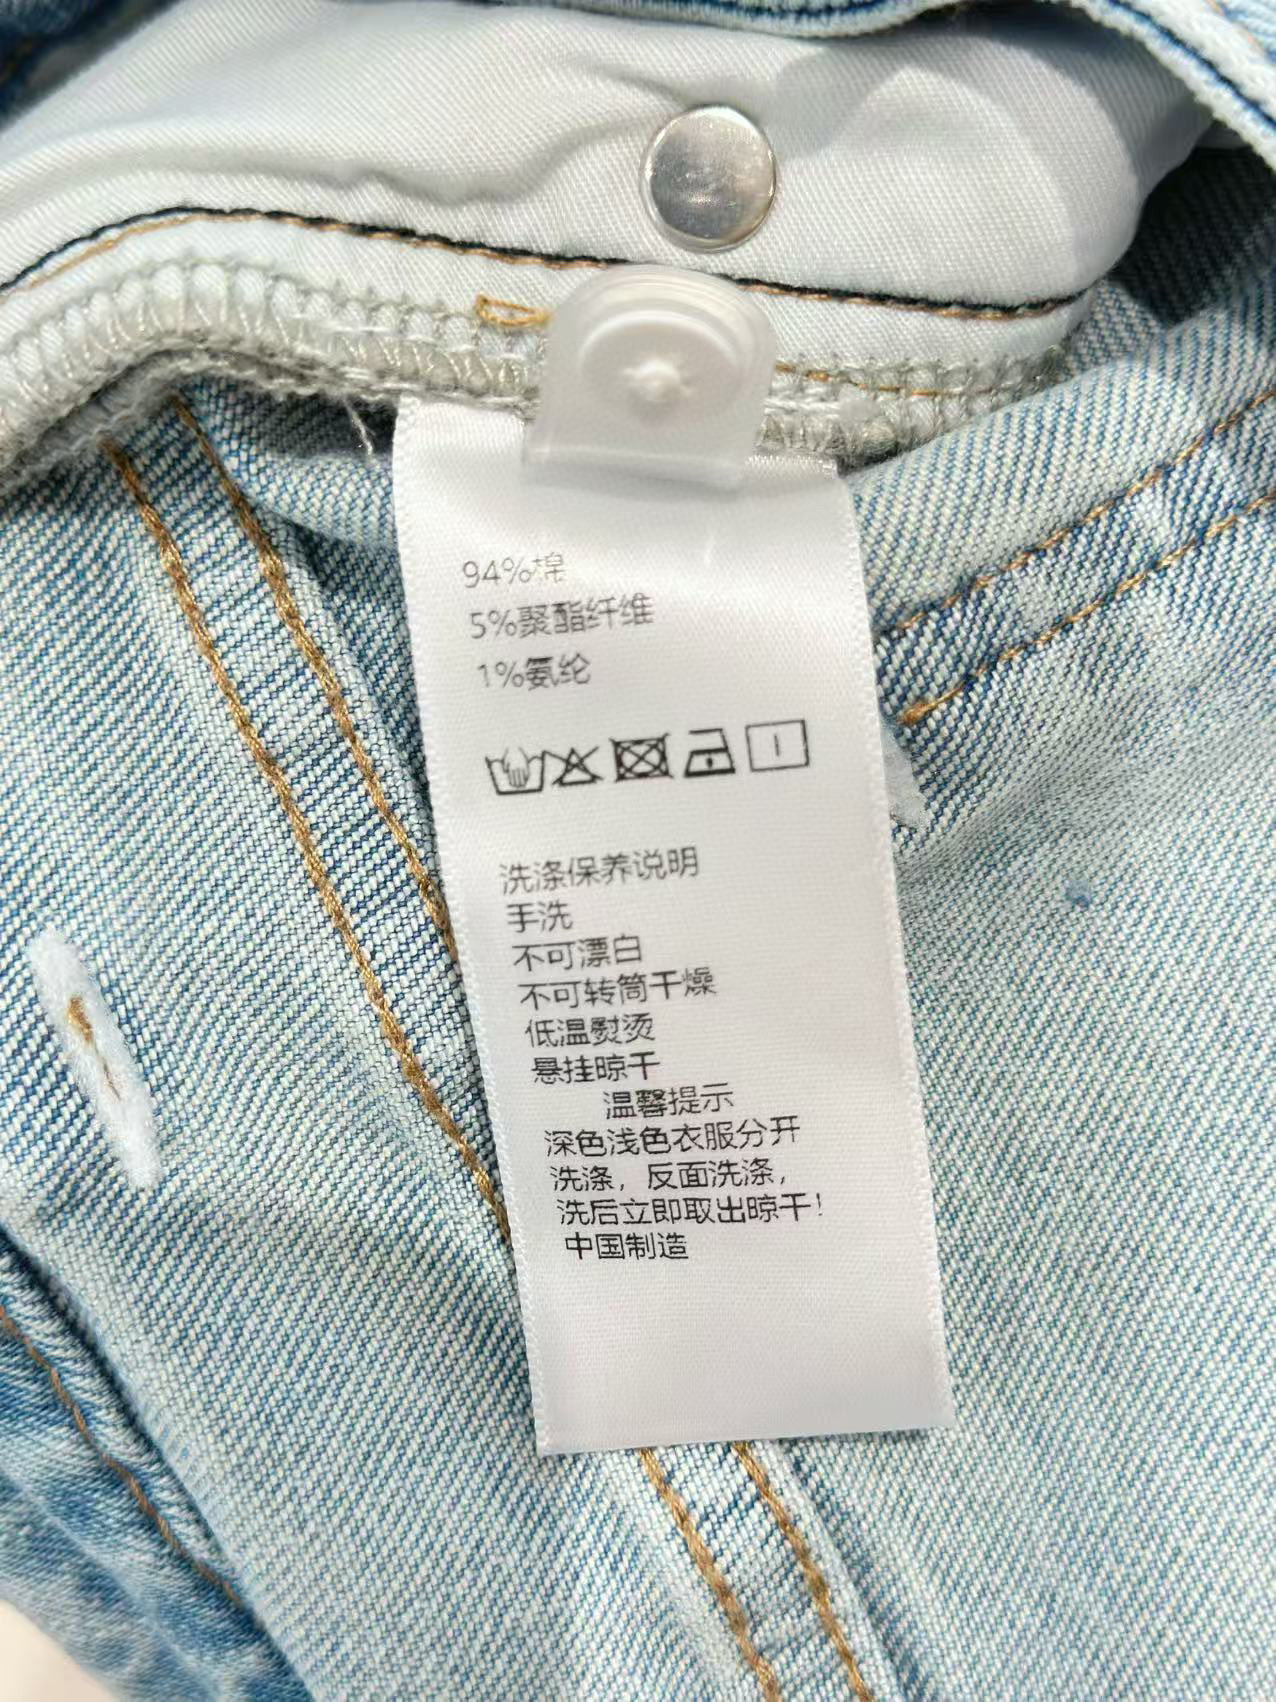 94%棉
5%聚酯纤维
1%氨纶
洗涤保养说明
手洗
不可漂白
不可转筒干燥
低温熨烫
悬挂晾干
温馨提示
深色浅色衣服分开
洗涤，反面洗涤，
洗后立即取出晾干！
中国制造